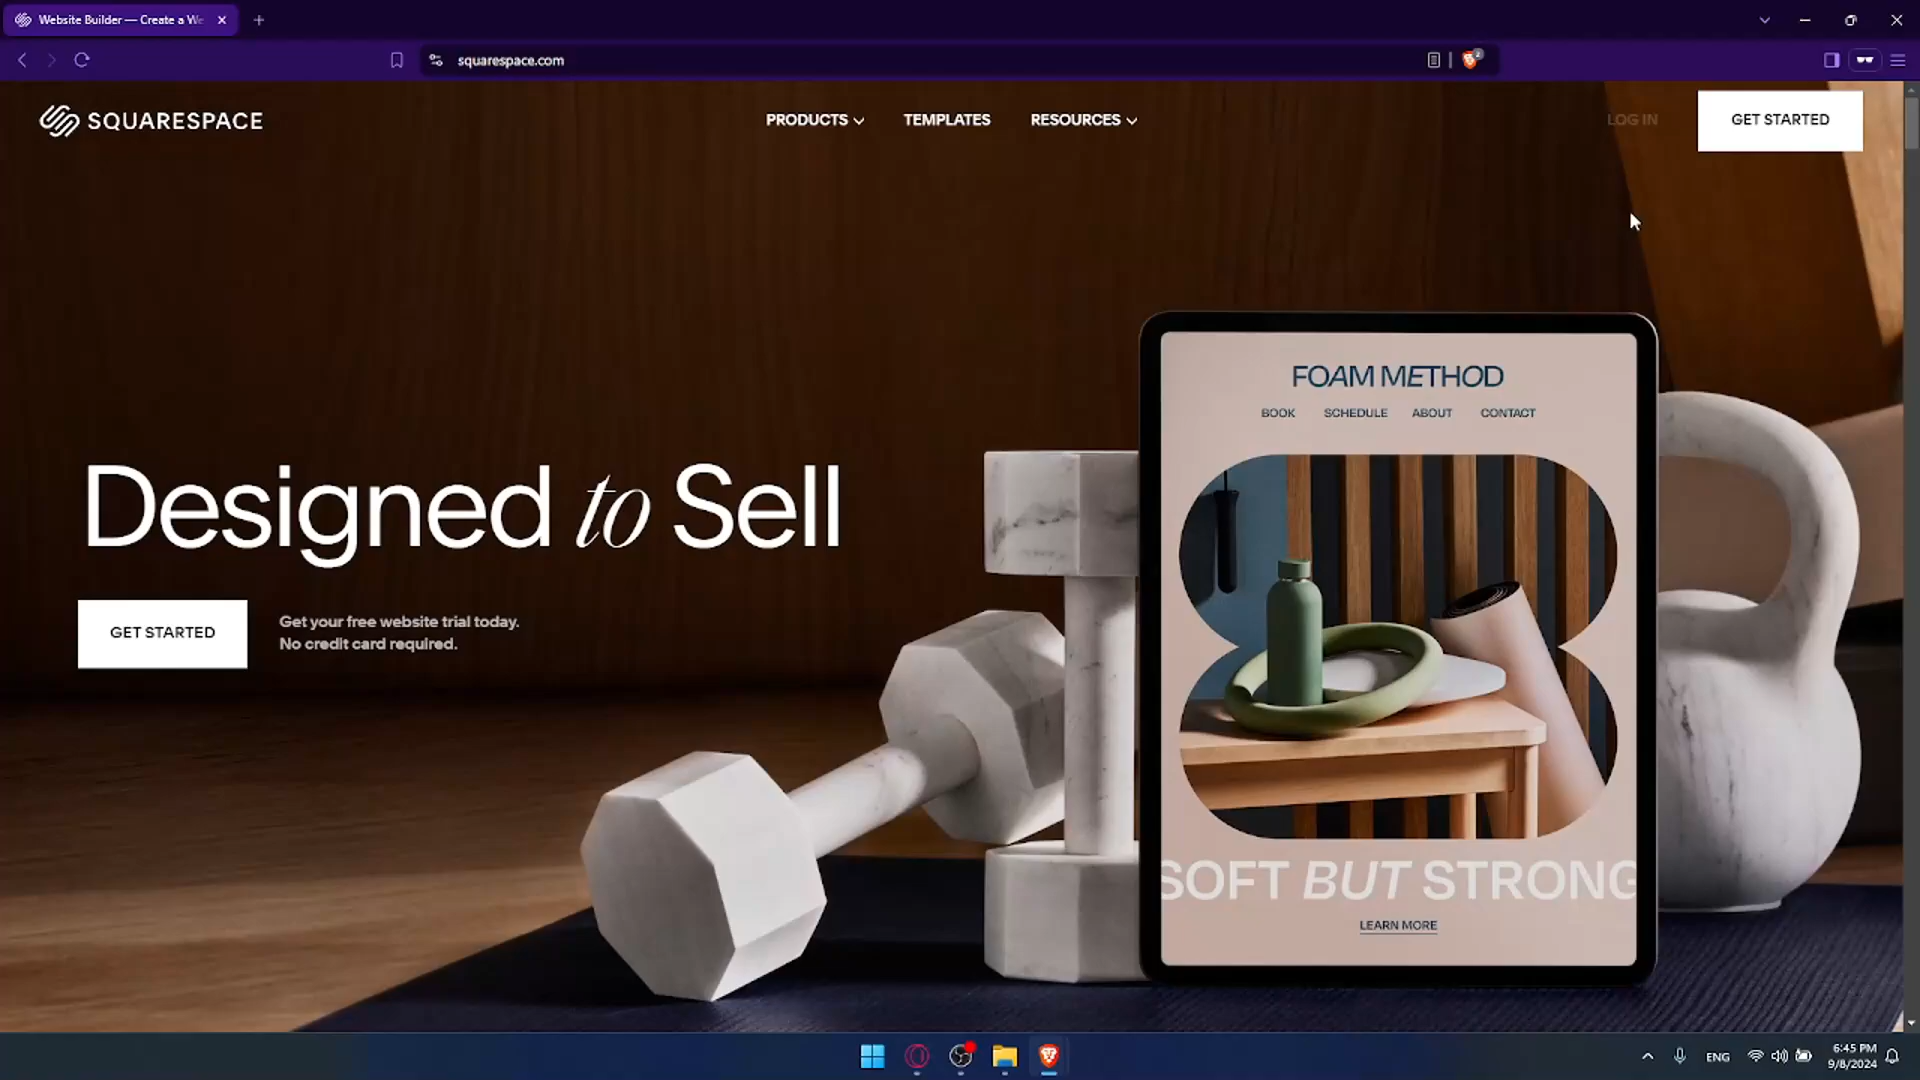 Website Builder — Create a We
squarespace.com
2
SQUARESPACE
PRODUCTS
TEMPLATES
RESOURCES
LOG IN
GET STARTED
FOAM METHOD
BOOK SCHEDULE ABOUT CONTACT
Designed to Sell
GET STARTED
Get your free website trial today.
No credit card required.
SOFT BUT STRONG
LEARN MORE
ENG
6:45 PM
9/8/2024